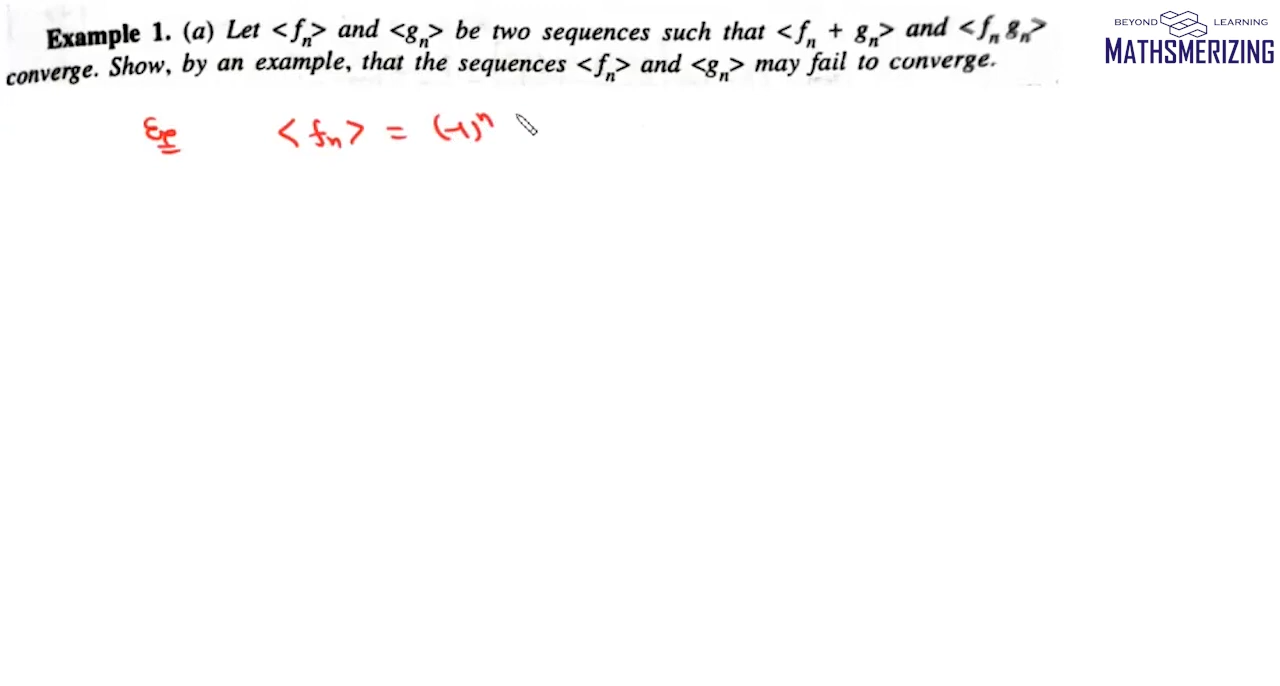 Example 1. (a) Let <fₙ> and <gₙ> be two sequences such that <fₙ + gₙ> and <fₙ gₙ>
converge. Show, by an example, that the sequences <fₙ> and <gₙ> may fail to converge.
BEYOND LEARNING
MATHSMERIZING
<fₙ> = (-1)ⁿ